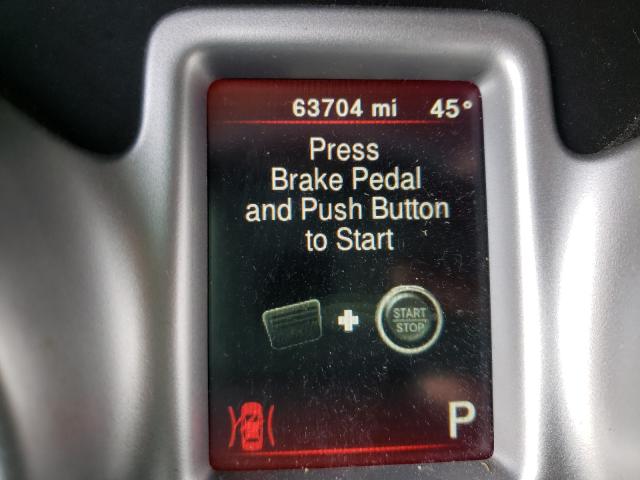 63704 mi 45°
Press
Brake Pedal
and Push Button
to Start
START
STOP
P